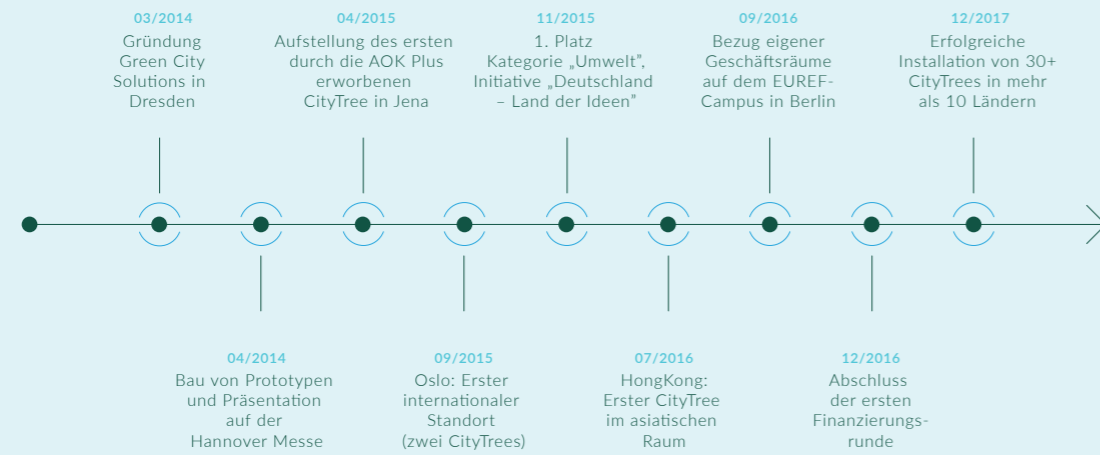 03/2014
Gründung
Green City
Solutions in
Dresden
04/2015
Aufstellung des ersten
durch die AOK Plus
erworbenen
CityTree in Jena
11/2015
1. Platz
Kategorie „Umwelt”,
Initiative „Deutschland
– Land der Ideen”
09/2016
Bezug eigener
Geschäftsräume
auf dem EUREF-
Campus in Berlin
12/2017
Erfolgreiche
Installation von 30+
CityTrees in mehr
als 10 Ländern
04/2014
Bau von Prototypen
und Präsentation
auf der
Hannover Messe
09/2015
Oslo: Erster
internationaler
Standort
(zwei CityTrees)
07/2016
HongKong:
Erster CityTree
im asiatischen
Raum
12/2016
Abschluss
der ersten
Finanzierungs-
runde